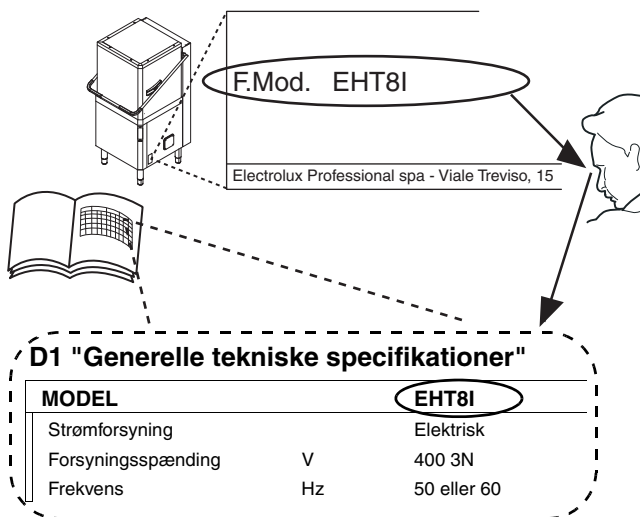 F.Mod. EHT8I
Electrolux Professional spa - Viale Treviso, 15
D1 "Generelle tekniske specifikationer"
MODEL EHT8I
Strømforsyning Elektrisk
Forsyningsspænding V 400 3N
Frekvens Hz 50 eller 60